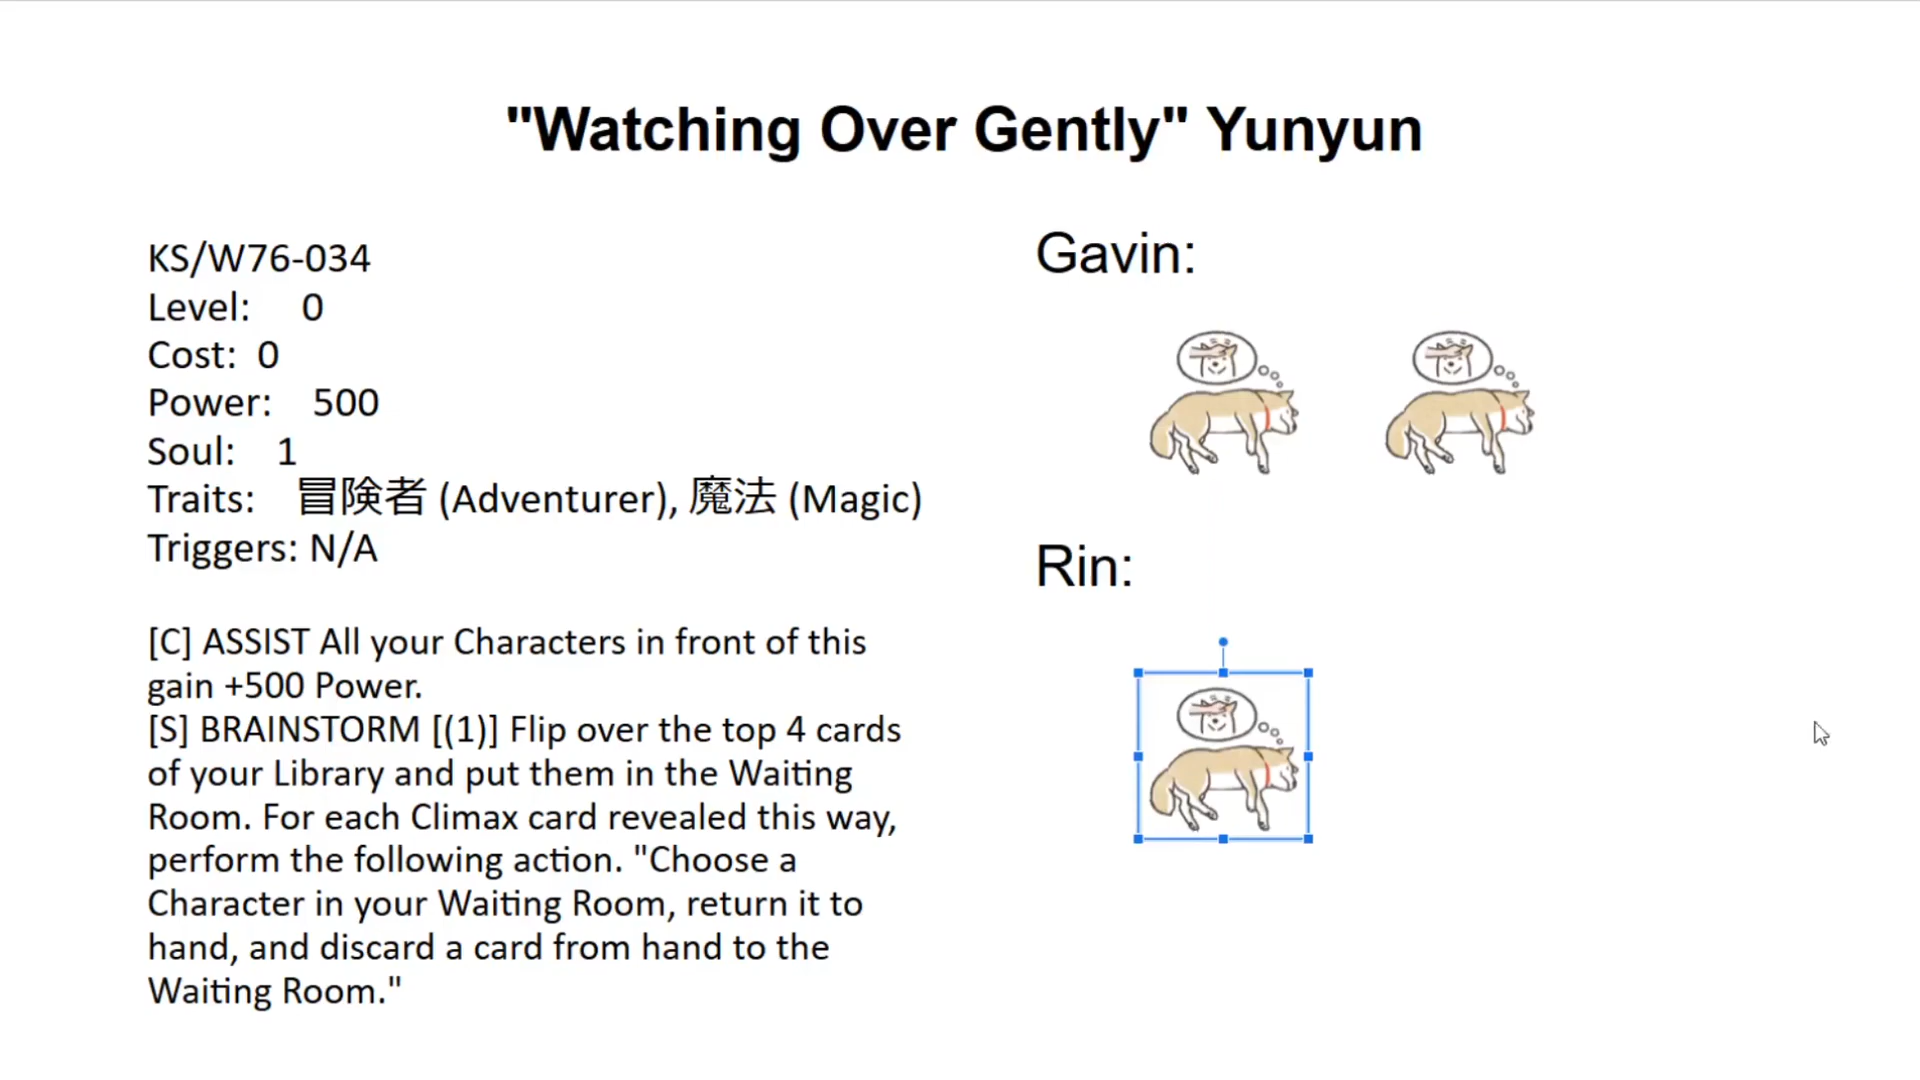 "Watching Over Gently" Yunyun
KS/W76-034
Level: 0
Cost: 0
Power: 500
Soul: 1
Traits: 冒険者 (Adventurer), 魔法 (Magic)
Triggers: N/A
[C] ASSIST All your Characters in front of this
gain +500 Power.
[S] BRAINSTORM [(1)] Flip over the top 4 cards
of your Library and put them in the Waiting
Room. For each Climax card revealed this way,
perform the following action. "Choose a
Character in your Waiting Room, return it to
hand, and discard a card from hand to the
Waiting Room."
Gavin:
Rin: